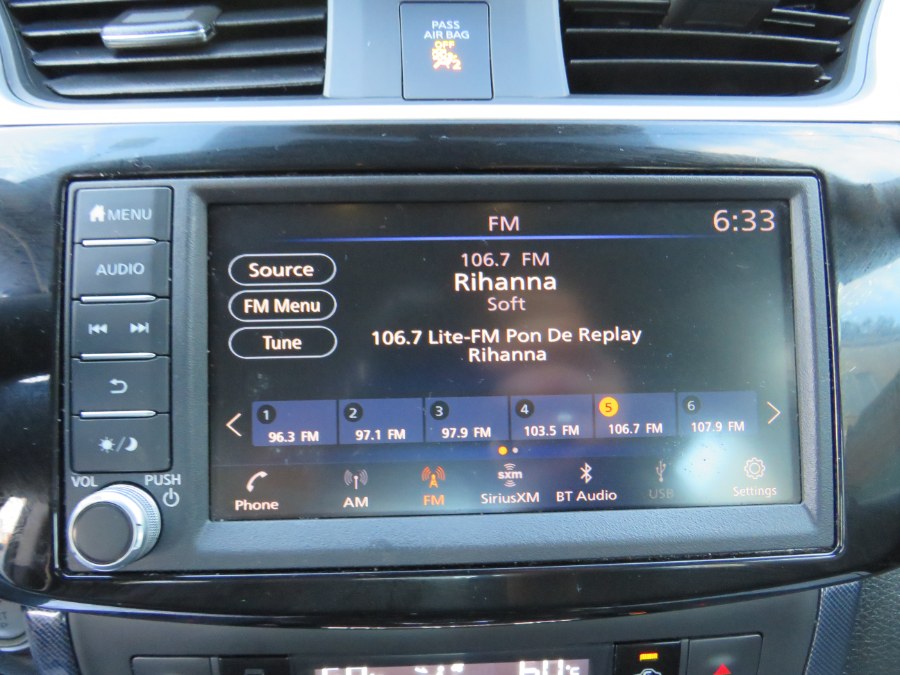 PASS
AIR BAG
OFF
2
MENU
AUDIO
VOL
PUSH
FM
6:33
Source
FM Menu
Tune
106.7 FM
Rihanna
Soft
106.7 Lite-FM Pon De Replay
Rihanna
1
96.3 FM
2
97.1 FM
3
97.9 FM
4
103.5 FM
5
106.7 FM
6
107.9 FM
Phone
AM
FM
sxm
SiriusXM
BT Audio
USB
Settings